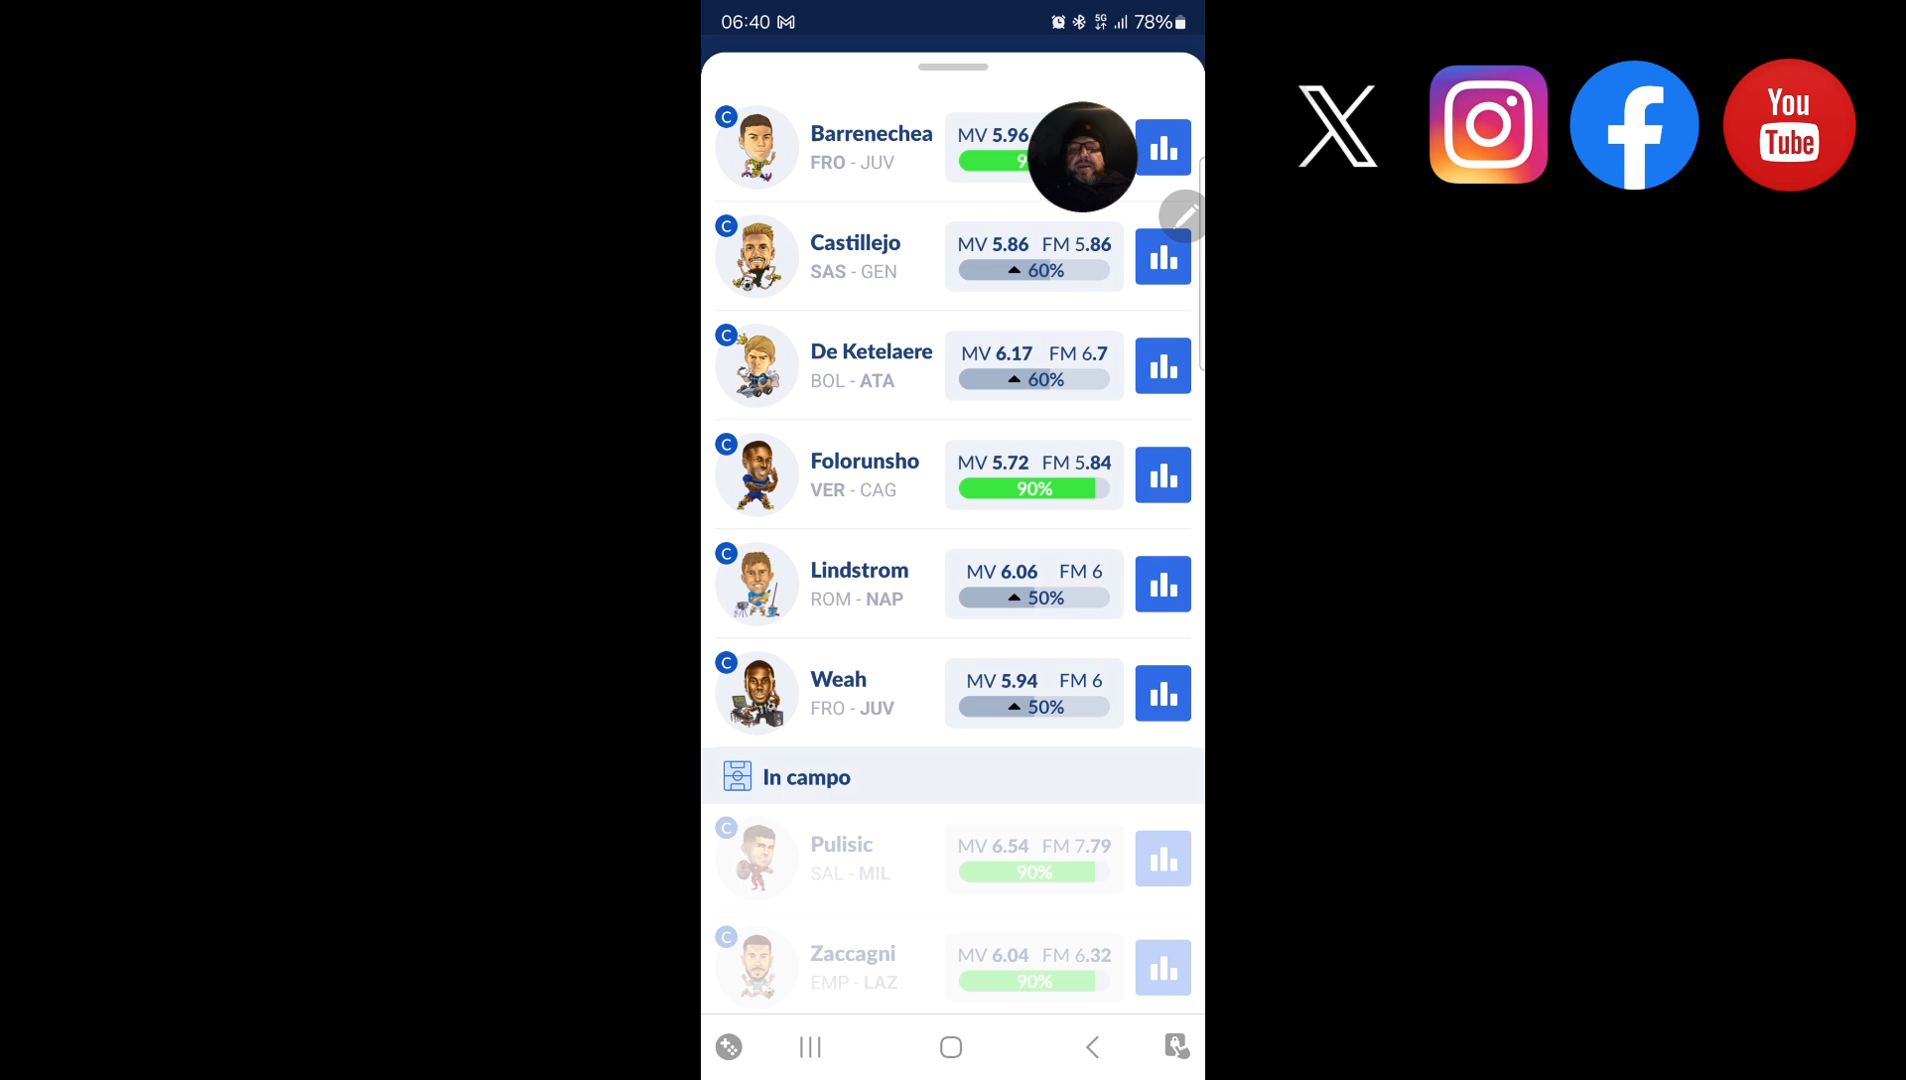 06:40
5G 78%
C Barrenechea MV 5.96
FRO - JUV 9
C Castillejo MV 5.86 FM 5.86
SAS - GEN 60%
C De Ketelaere MV 6.17 FM 6.7
BOL - ATA 60%
C Folorunsho MV 5.72 FM 5.84
VER - CAG 90%
C Lindstrom MV 6.06 FM 6
ROM - NAP 50%
C Weah MV 5.94 FM 6
FRO - JUV 50%
In campo
C Pulisic MV 6.54 FM 7.79
SAL - MIL 90%
C Zaccagni MV 6.04 FM 6.32
EMP - LAZ 90%
You
Tube